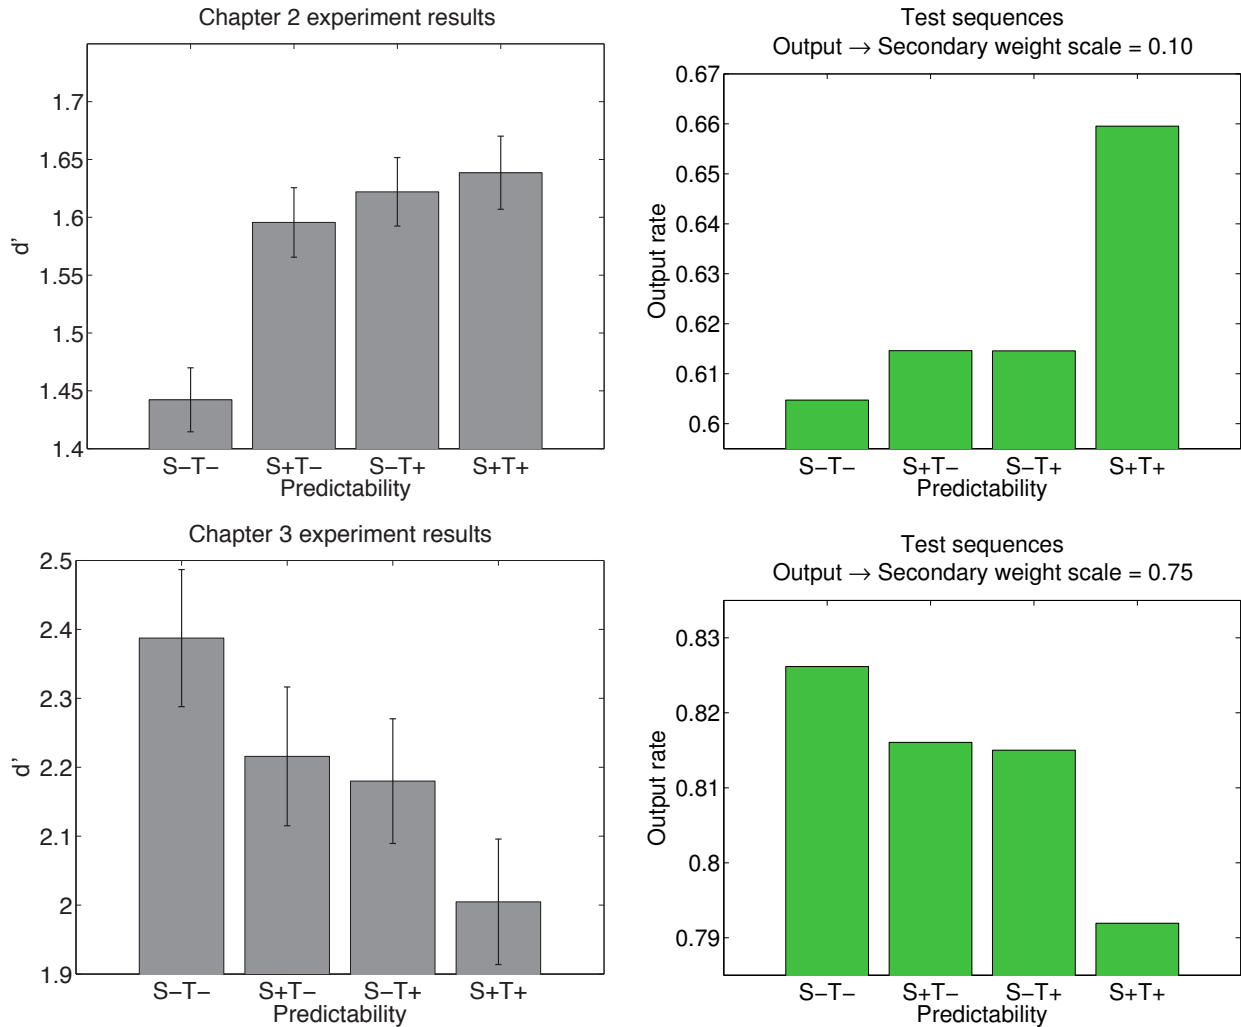 Chapter 2 experiment results
d'
1.7
1.65
1.6
1.55
1.5
1.45
1.4
S−T− S+T− S−T+ S+T+
Predictability
Test sequences
Output → Secondary weight scale = 0.10
Output rate
0.67
0.66
0.65
0.64
0.63
0.62
0.61
0.6
S−T− S+T− S−T+ S+T+
Predictability
Chapter 3 experiment results
d'
2.5
2.4
2.3
2.2
2.1
2
1.9
S−T− S+T− S−T+ S+T+
Predictability
Test sequences
Output → Secondary weight scale = 0.75
Output rate
0.83
0.82
0.81
0.8
0.79
S−T− S+T− S−T+ S+T+
Predictability